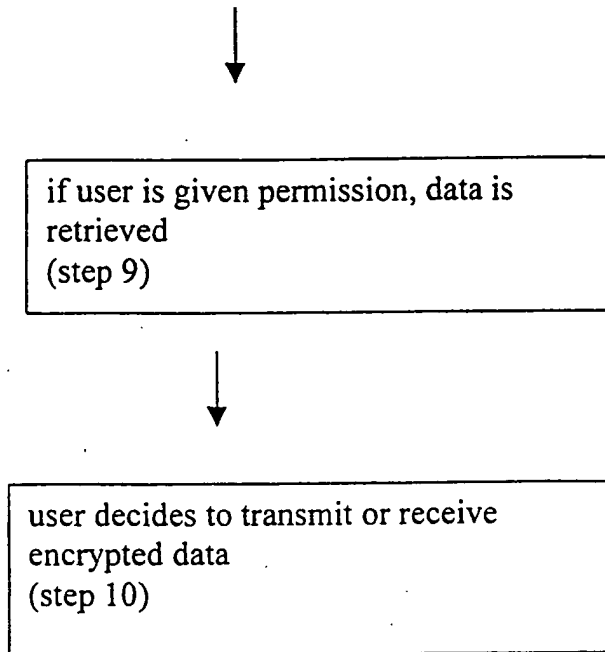 if user is given permission, data is
retrieved
(step 9)
user decides to transmit or receive
encrypted data
(step 10)